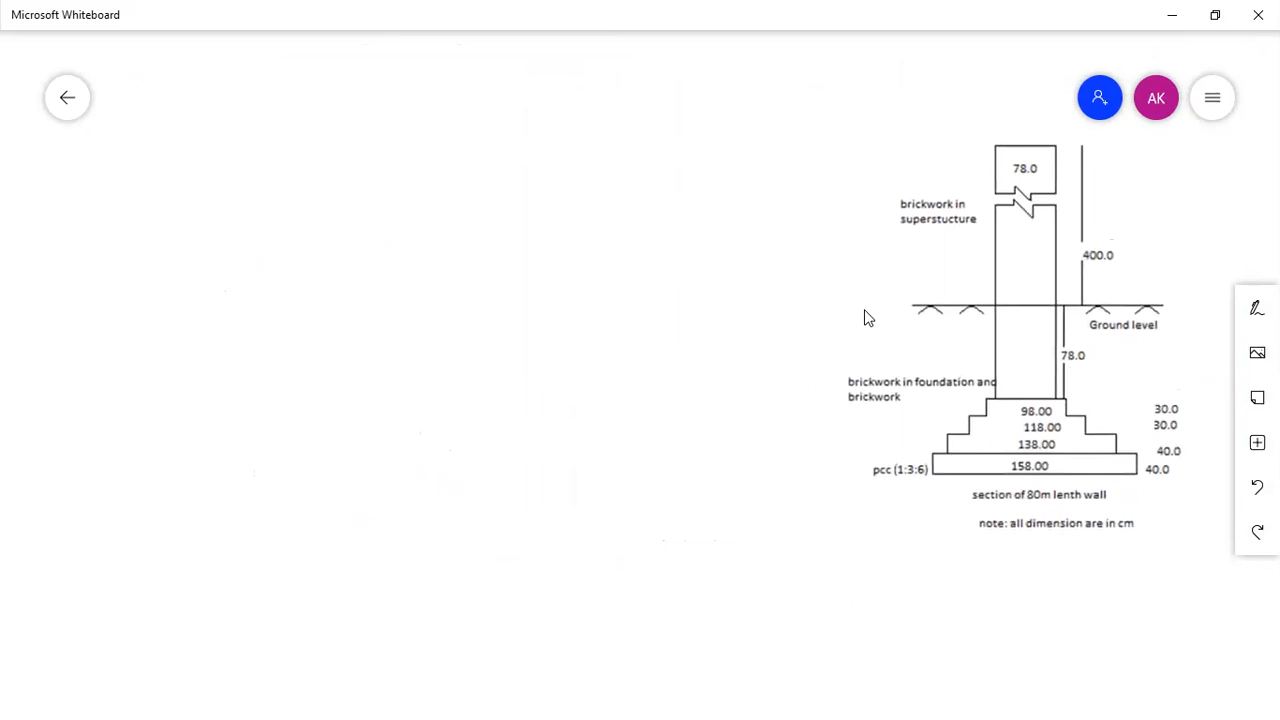 Microsoft Whiteboard
AK
78.0
brickwork in
superstucture
400.0
Ground level
78.0
brickwork in foundation and
brickwork
98.00
30.0
118.00
30.0
138.00
40.0
pcc (1:3:6)
158.00
40.0
section of 80m lenth wall
note: all dimension are in cm